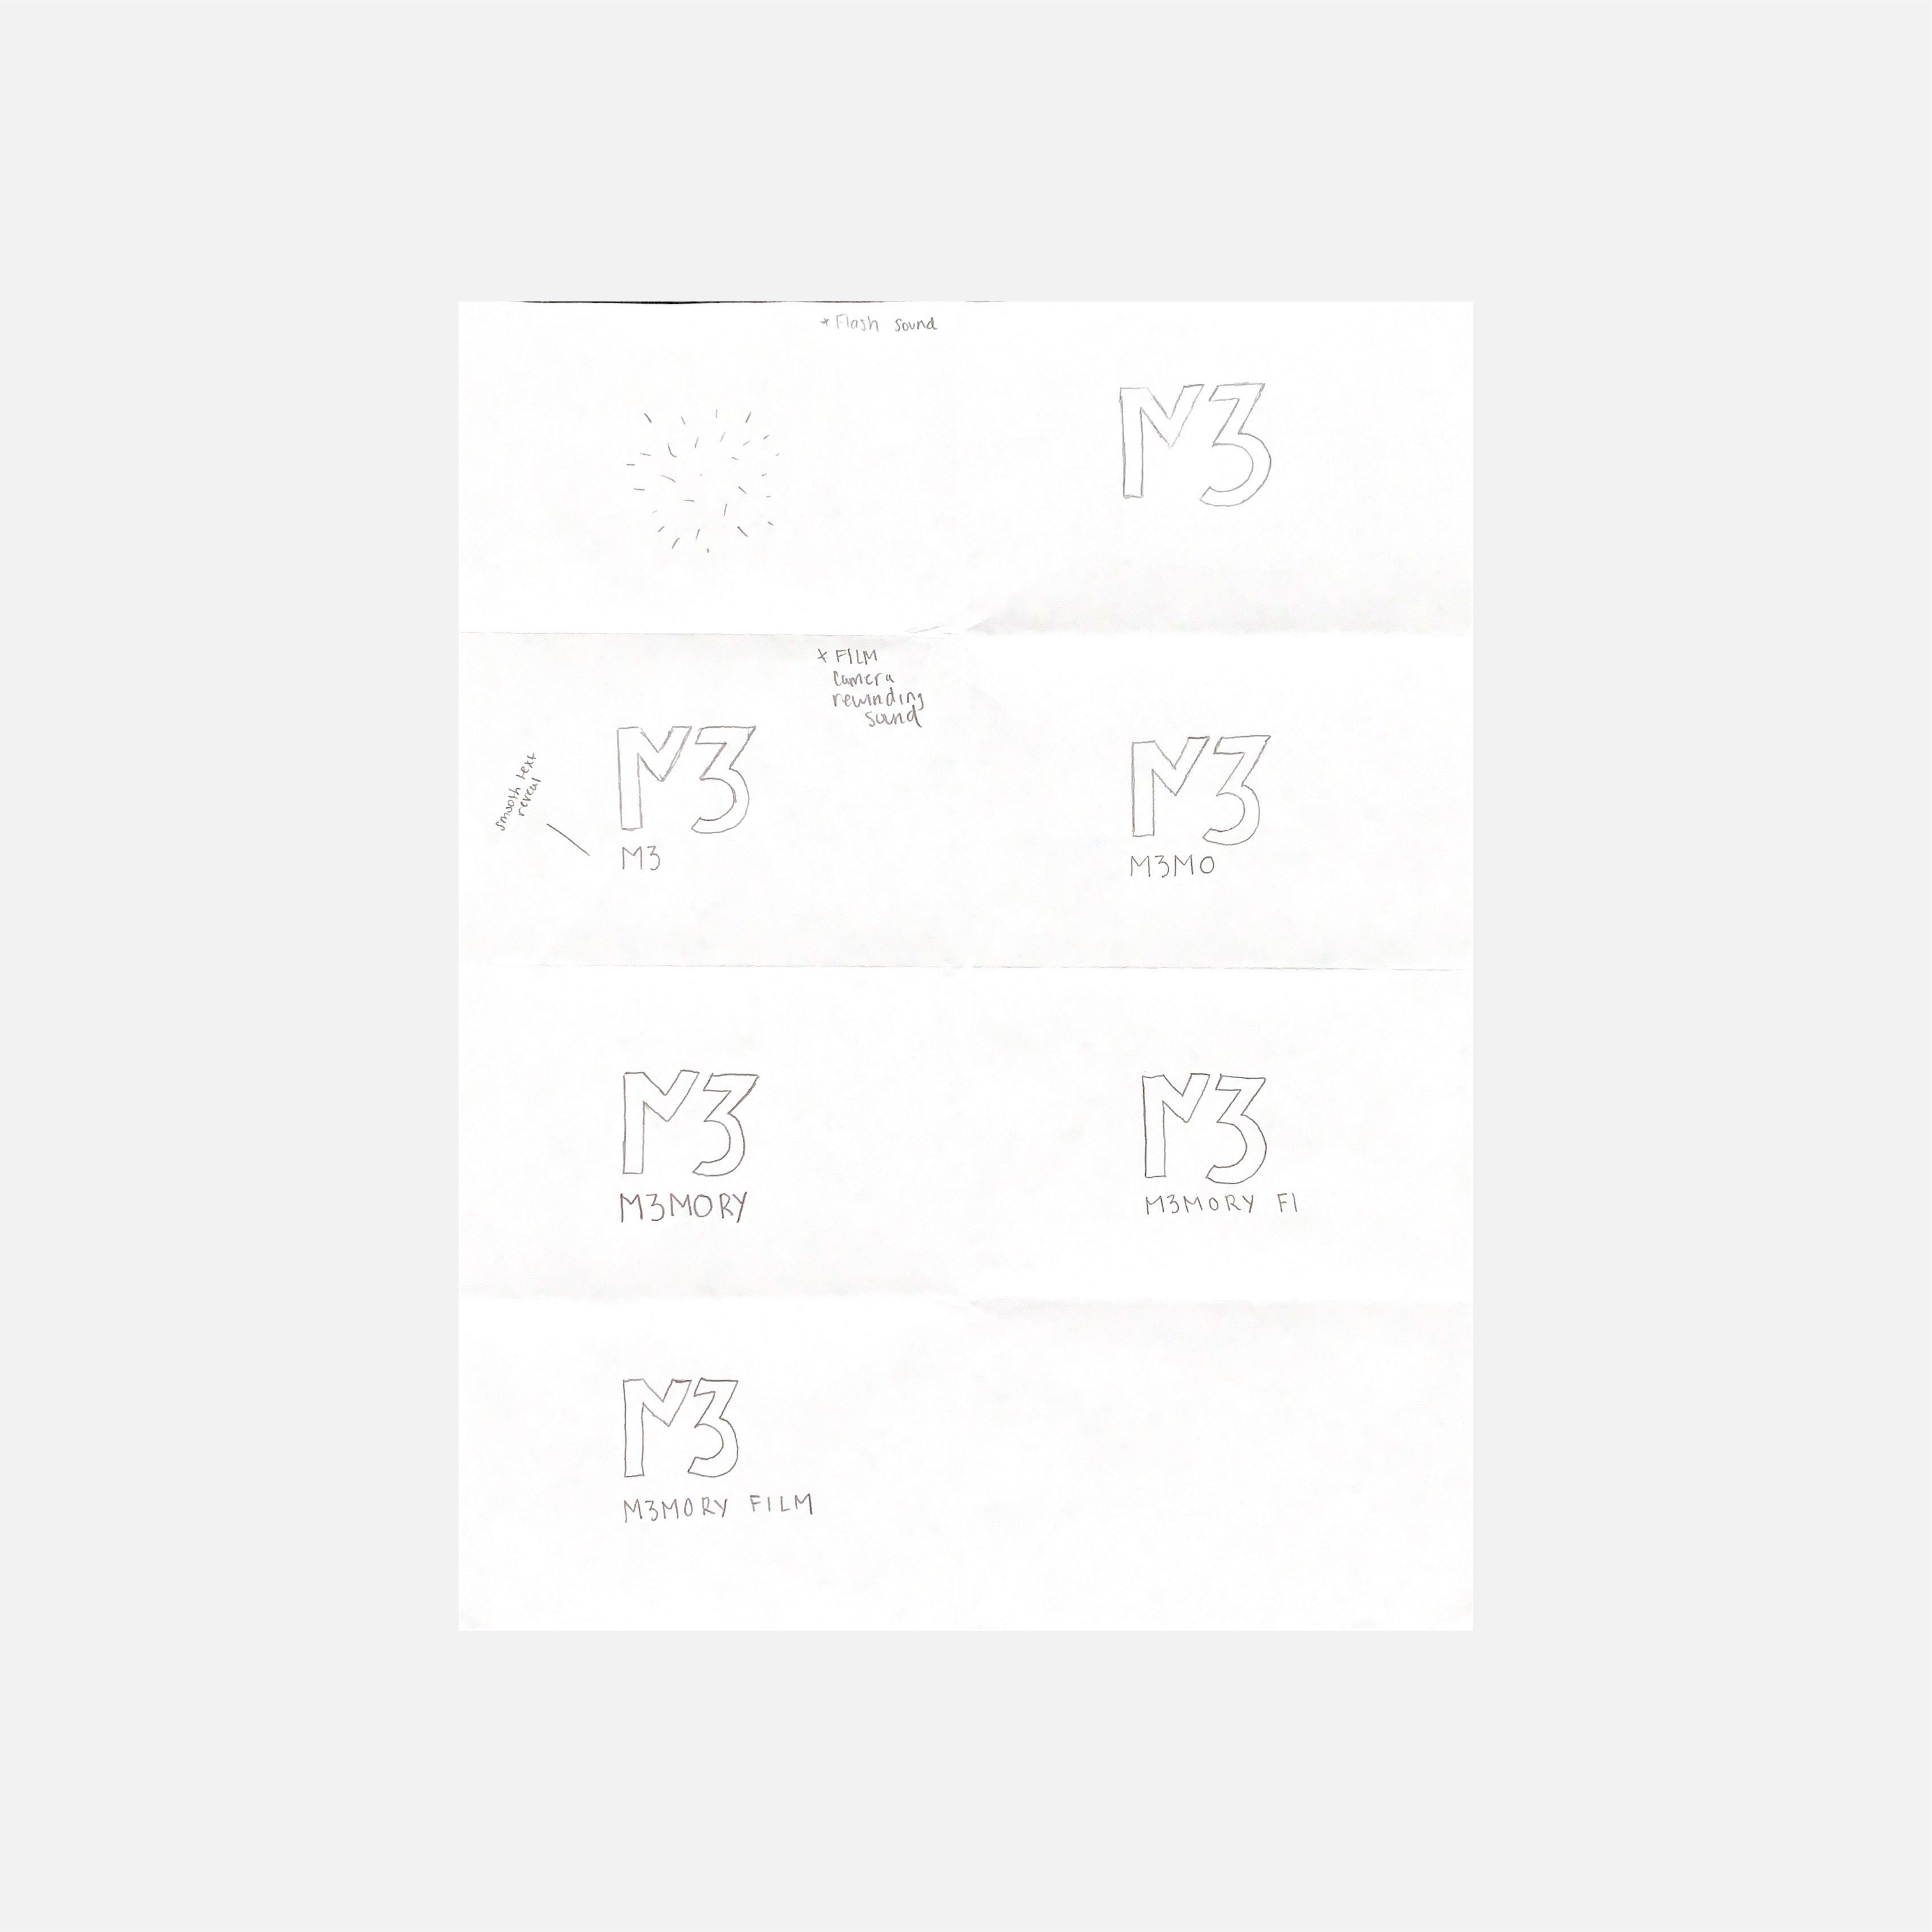 * Flash sound
M3
* FILM
camera
rewinding
sound
smooth text
reveal
M3
M3
M3
M3MO
M3
M3MORY
M3
M3MORY FI
M3
M3MORY FILM